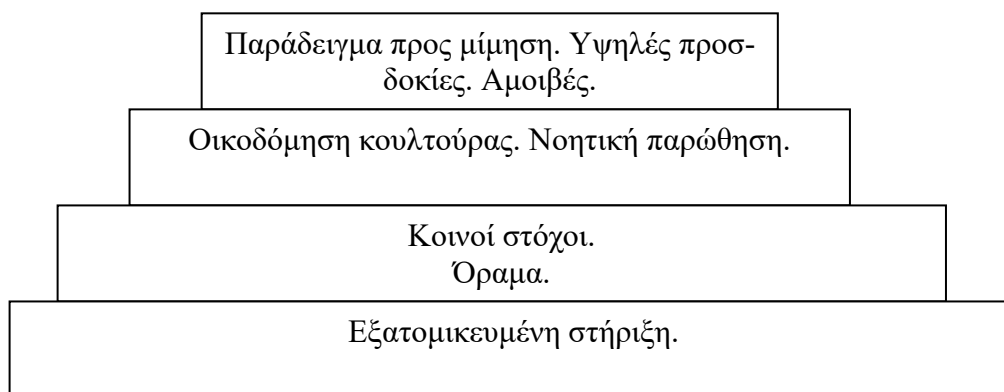 Παράδειγμα προς μίμηση. Υψηλές προσ-
δοκίες. Αμοιβές.
Οικοδόμηση κουλτούρας. Νοητική παρώθηση.
Κοινοί στόχοι.
Όραμα.
Εξατομικευμένη στήριξη.